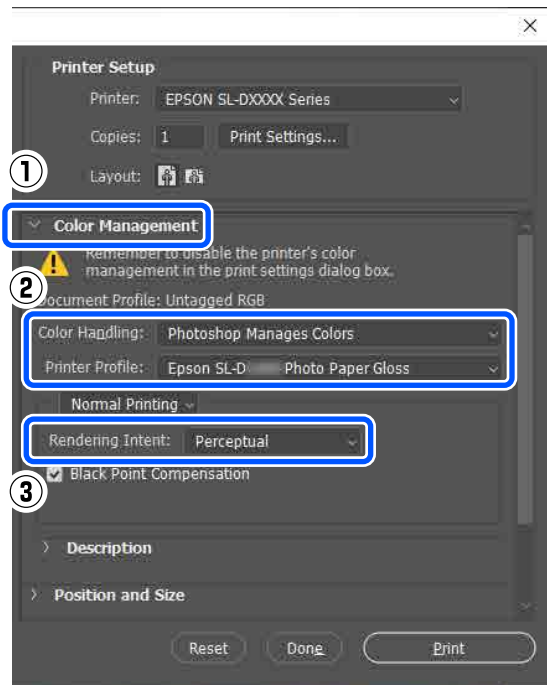 Printer Setup
Printer: EPSON SL-DXXXX Series
Copies: 1 Print Settings...
①
Layout:
Color Management
Remember to disable the printer's color
management in the print settings dialog box.
②
Document Profile: Untagged RGB
Color Handling: Photoshop Manages Colors
Printer Profile: Epson SL-D Photo Paper Gloss
Normal Printing
Rendering Intent: Perceptual
③
Black Point Compensation
Description
Position and Size
Reset Done Print